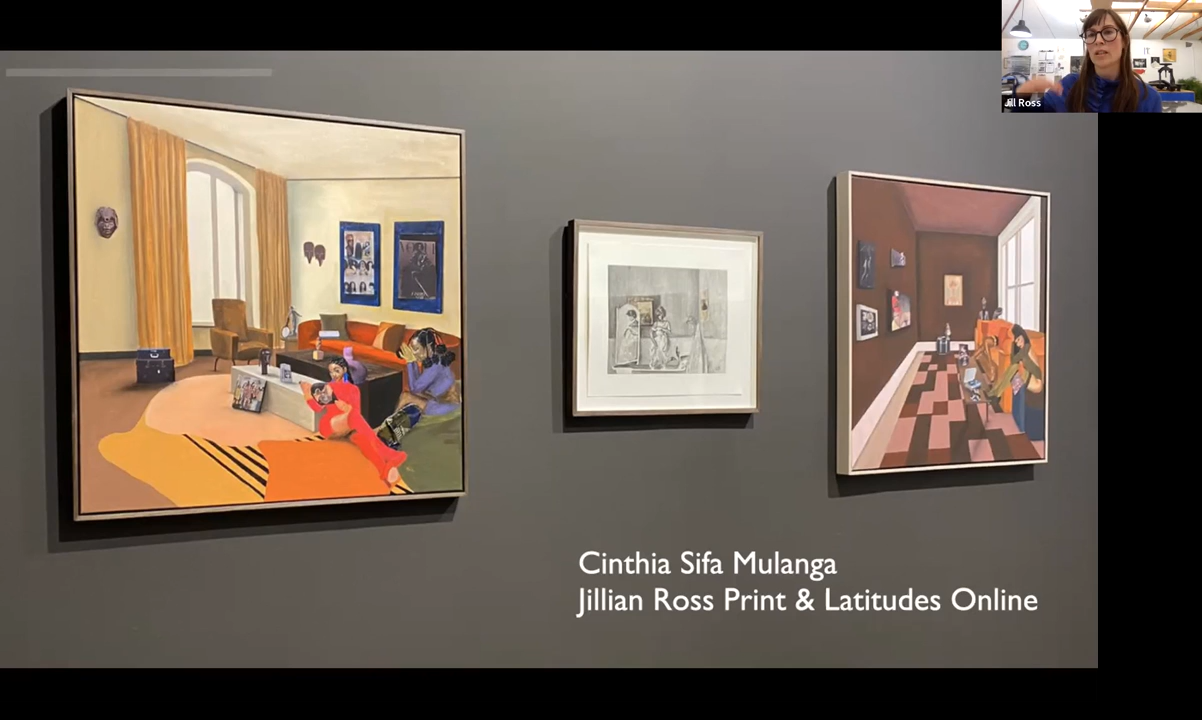 Jill Ross
Cinthia Sifa Mulanga
Jillian Ross Print & Latitudes Online